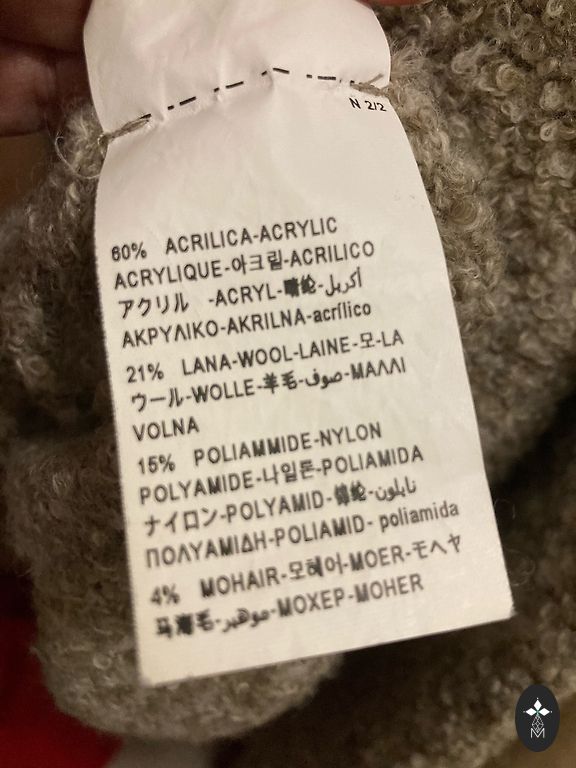 N 2/2
60% ACRILICA-ACRYLIC
ACRYLIQUE-아크릴-ACRILICO
アクリル -ACRYL-腈纶-أكريل
ΑΚΡΥΛΙΚΟ-AKRILNA-acrílico
21% LANA-WOOL-LAINE-모-LA
ウール-WOLLE-羊毛-صوف-ΜΑΛΛΙ
VOLNA
15% POLIAMMIDE-NYLON
POLYAMIDE-나일론-POLIAMIDA
ナイロン-POLYAMID-锦纶-نايلون
ΠΟΛΥΑΜΙΔΗ-POLIAMID- poliamida
4% MOHAIR-모헤어-MOER-モヘヤ
马海毛-موهير-ΜΟΧΕΡ-MOHER
M